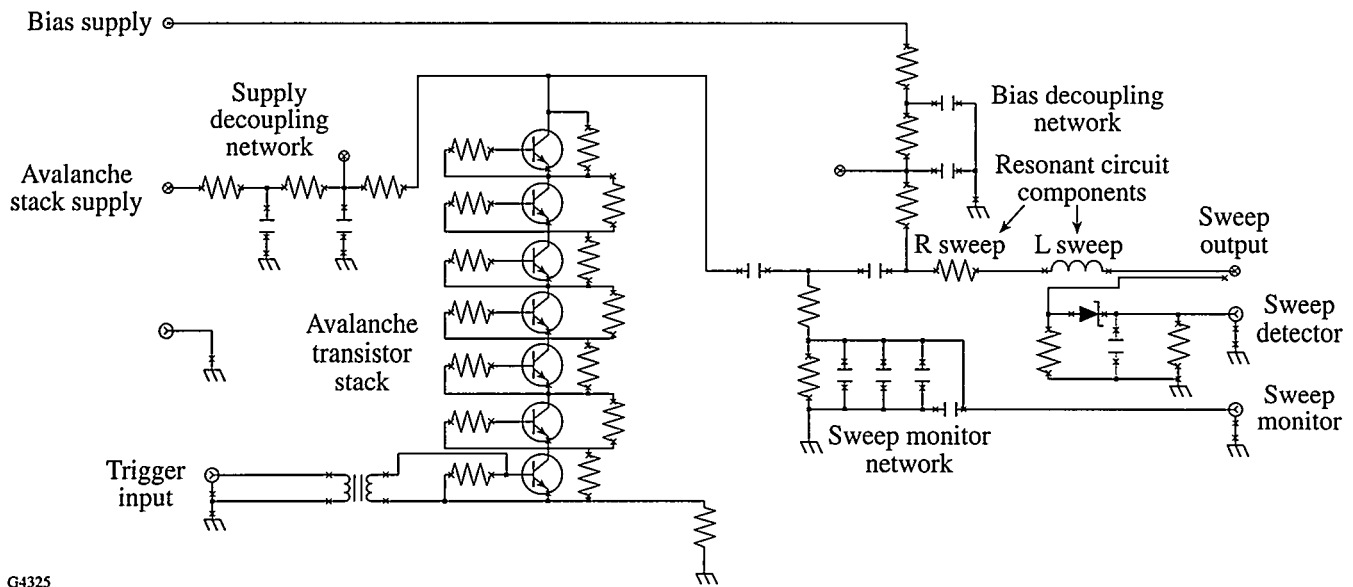 Bias supply
Supply
decoupling
network
Bias decoupling
network
Avalanche
stack supply
Resonant circuit
components
R sweep
L sweep
Sweep
output
Avalanche
transistor
stack
Sweep
detector
Sweep
monitor
Sweep monitor
network
Trigger
input
G4325